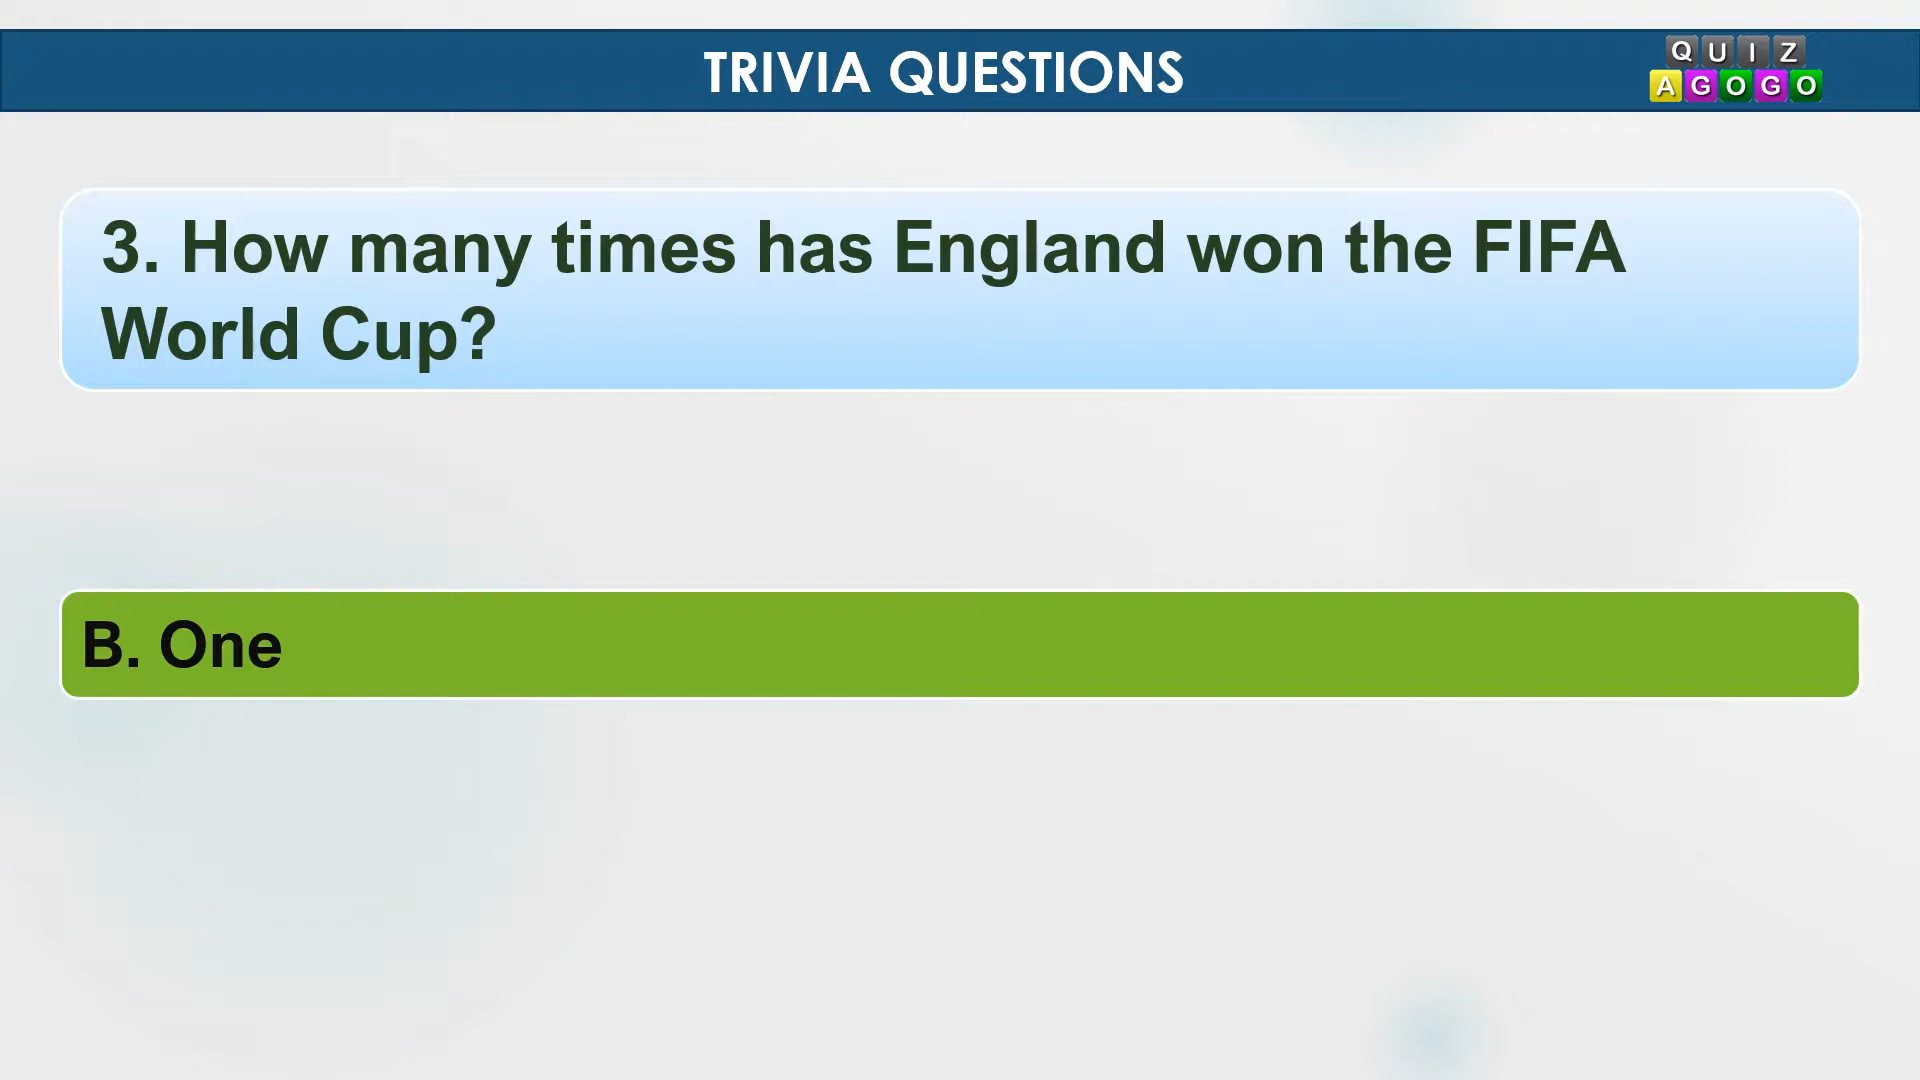 TRIVIA QUESTIONS
QUIZ
AGOGO
3. How many times has England won the FIFA
World Cup?
B. One